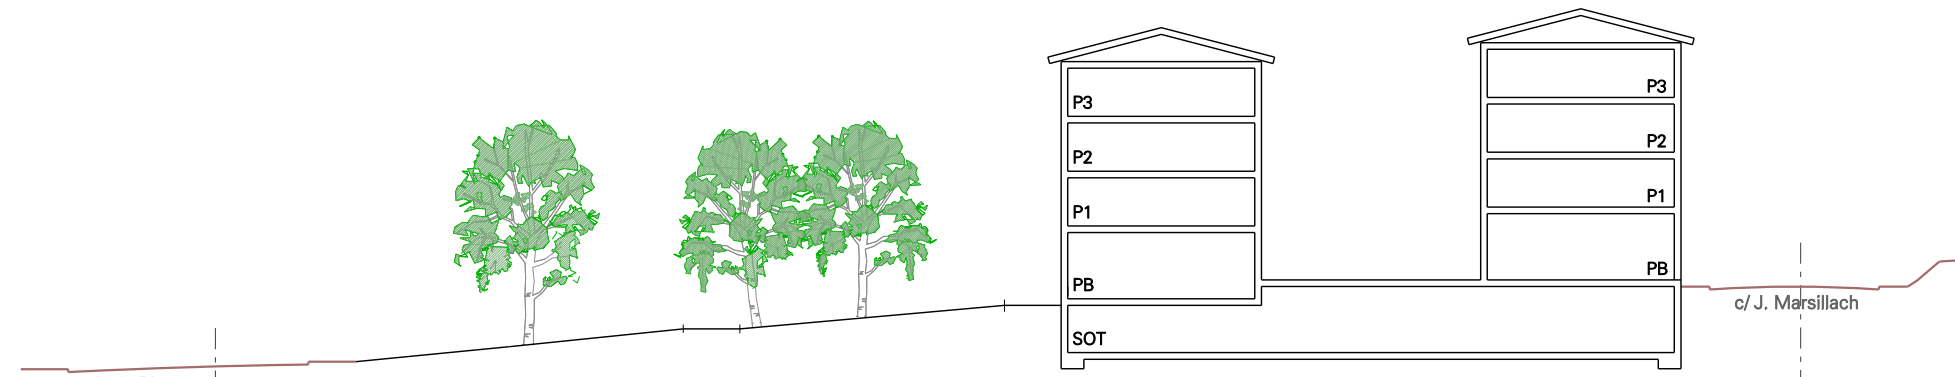 P3
P2
P1
PB
SOT
P3
P2
P1
PB
c/ J. Marsillach